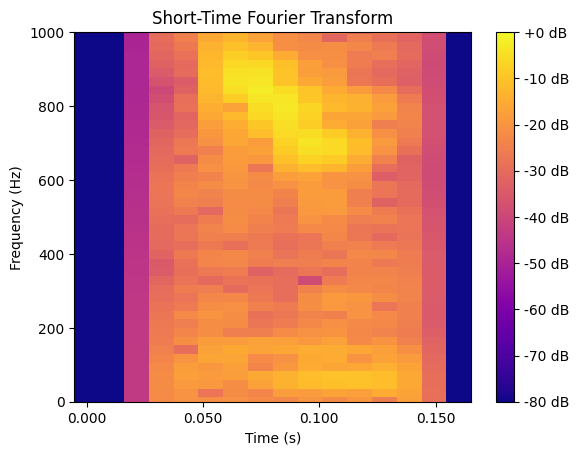 Short-Time Fourier Transform
1000
800
600
400
200
0
Frequency (Hz)
0.000
0.050
0.100
0.150
Time (s)
+0 dB
-10 dB
-20 dB
-30 dB
-40 dB
-50 dB
-60 dB
-70 dB
-80 dB